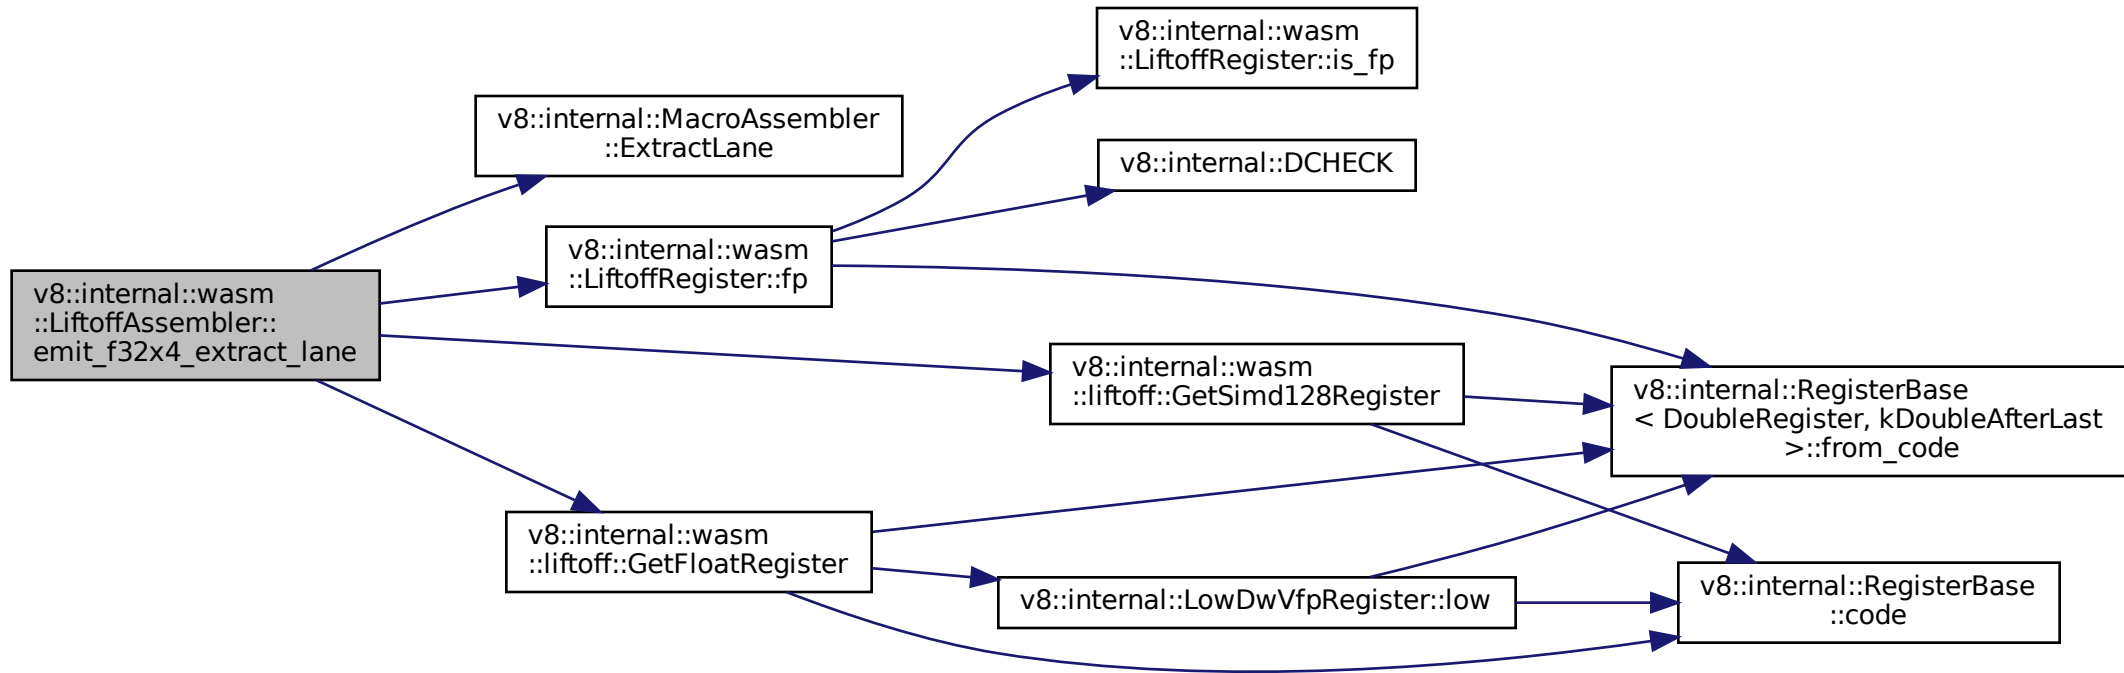 v8::internal::wasm
::LiftoffRegister::is_fp
v8::internal::MacroAssembler
::ExtractLane
v8::internal::DCHECK
v8::internal::wasm
::LiftoffRegister::fp
v8::internal::wasm
::LiftoffAssembler::
emit_f32x4_extract_lane
v8::internal::wasm
::liftoff::GetSimd128Register
v8::internal::RegisterBase
< DoubleRegister, kDoubleAfterLast
>::from_code
v8::internal::wasm
::liftoff::GetFloatRegister
v8::internal::LowDwVfpRegister::low
v8::internal::RegisterBase
::code